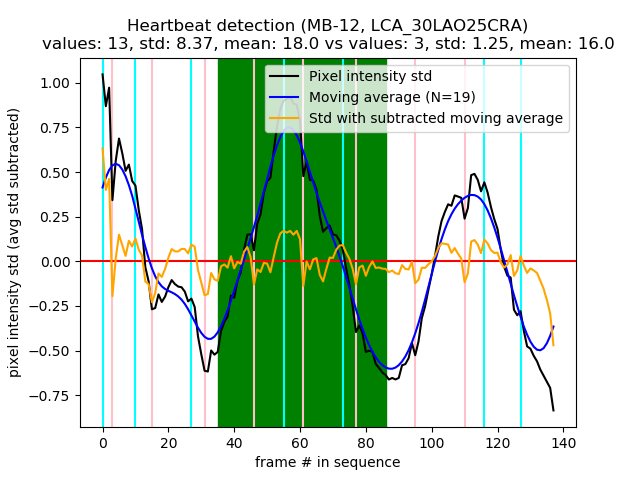 Heartbeat detection (MB-12, LCA_30LAO25CRA)
values: 13, std: 8.37, mean: 18.0 vs values: 3, std: 1.25, mean: 16.0
Pixel intensity std
Moving average (N=19)
Std with subtracted moving average
pixel intensity std (avg std subtracted)
1.00
0.75
0.50
0.25
0.00
−0.25
−0.50
−0.75
0 20 40 60 80 100 120 140
frame # in sequence